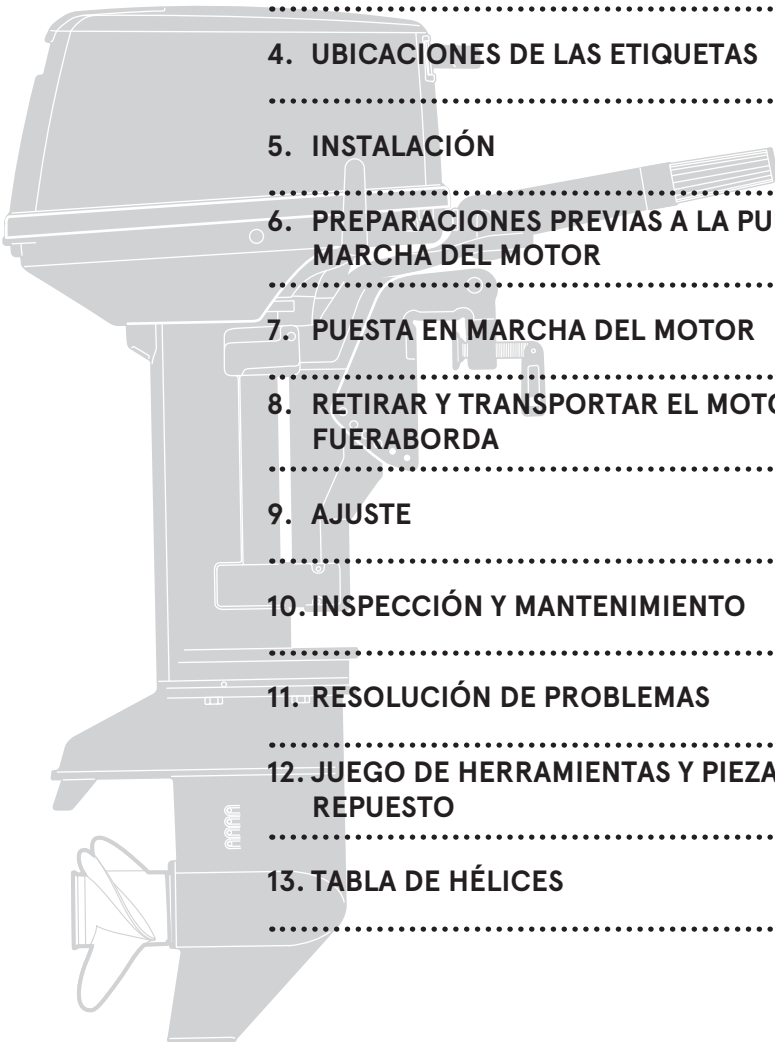 4. UBICACIONES DE LAS ETIQUETAS
5. INSTALACIÓN
6. PREPARACIONES PREVIAS A LA PU
MARCHA DEL MOTOR
7. PUESTA EN MARCHA DEL MOTOR
8. RETIRAR Y TRANSPORTAR EL MOTO
FUERABORDA
9. AJUSTE
10. INSPECCIÓN Y MANTENIMIENTO
11. RESOLUCIÓN DE PROBLEMAS
12. JUEGO DE HERRAMIENTAS Y PIEZA
REPUESTO
13. TABLA DE HÉLICES